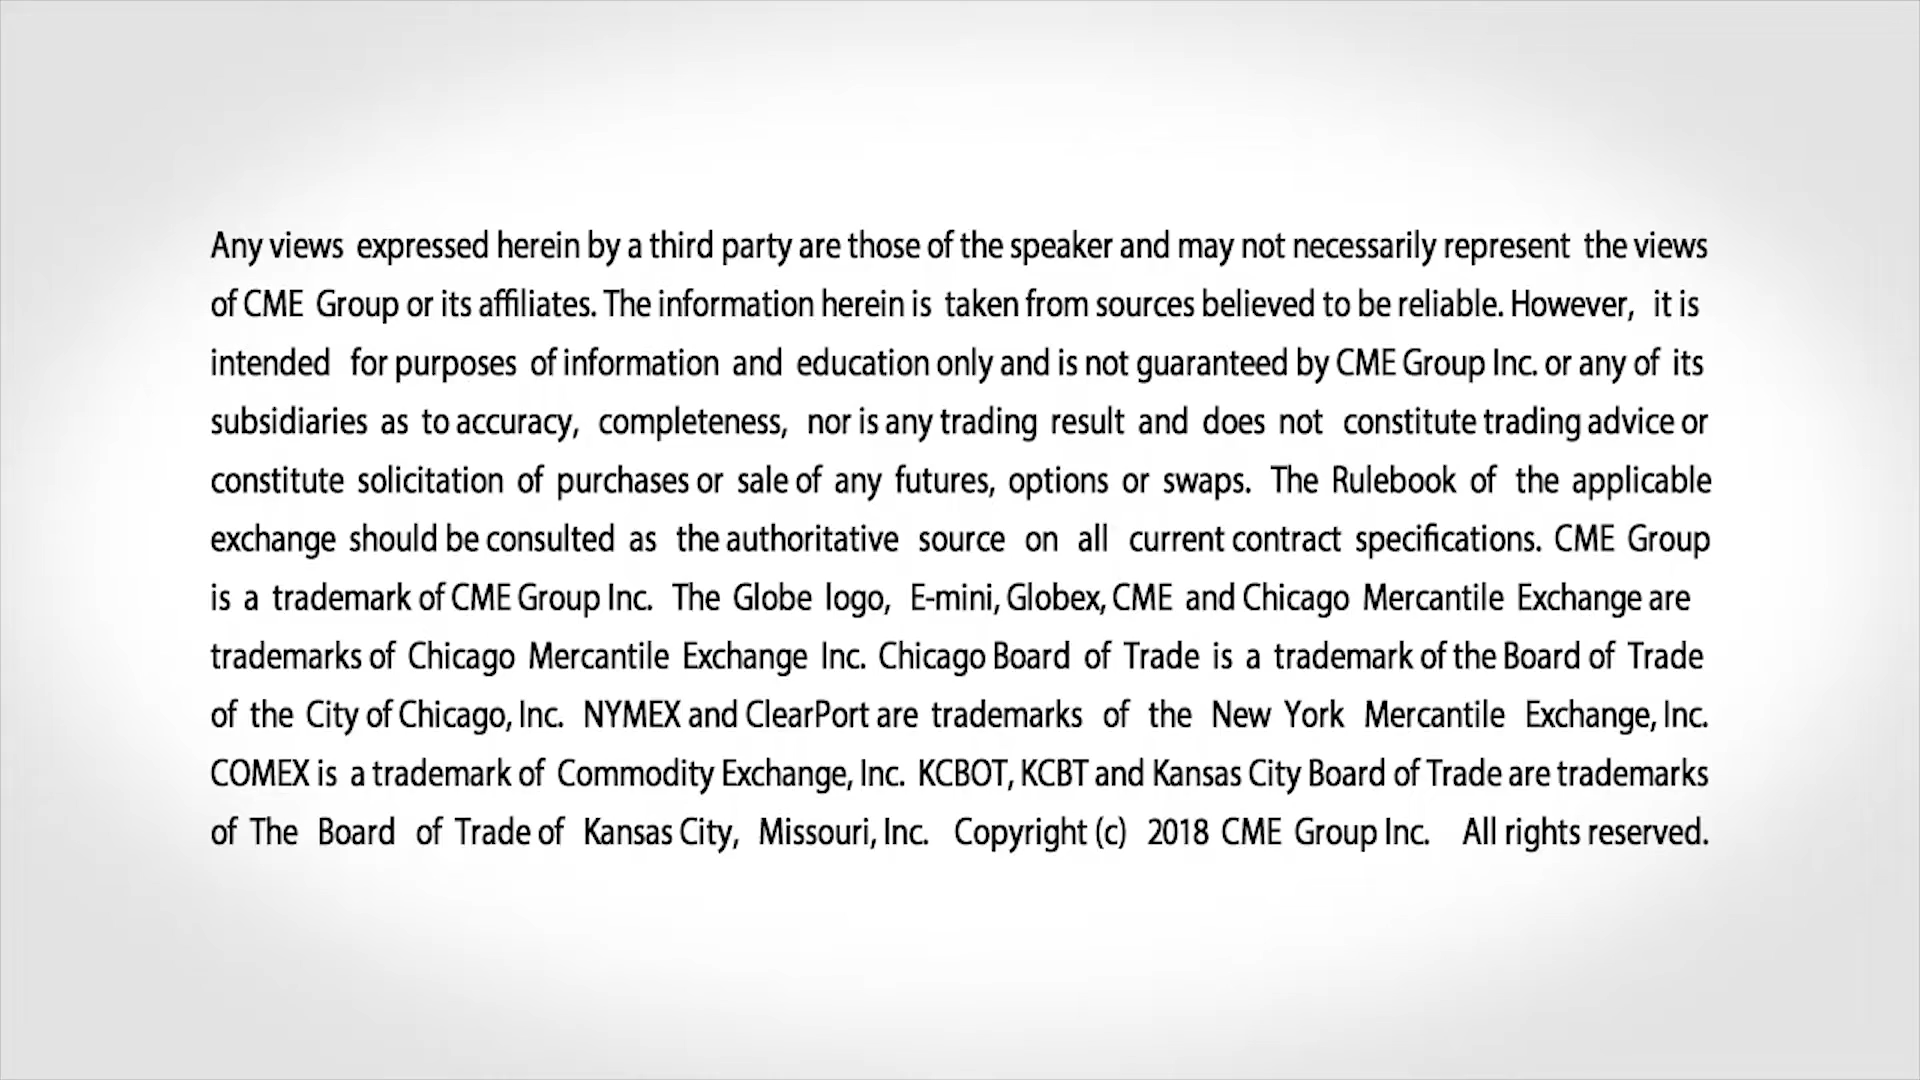 Any views expressed herein by a third party are those of the speaker and may not necessarily represent the views
of CME Group or its affiliates. The information herein is taken from sources believed to be reliable. However, it is
intended for purposes of information and education only and is not guaranteed by CME Group Inc. or any of its
subsidiaries as to accuracy, completeness, nor is any trading result and does not constitute trading advice or
constitute solicitation of purchases or sale of any futures, options or swaps. The Rulebook of the applicable
exchange should be consulted as the authoritative source on all current contract specifications. CME Group
is a trademark of CME Group Inc. The Globe logo, E-mini, Globex, CME and Chicago Mercantile Exchange are
trademarks of Chicago Mercantile Exchange Inc. Chicago Board of Trade is a trademark of the Board of Trade
of the City of Chicago, Inc. NYMEX and ClearPort are trademarks of the New York Mercantile Exchange, Inc.
COMEX is a trademark of Commodity Exchange, Inc. KCBOT, KCBT and Kansas City Board of Trade are trademarks
of The Board of Trade of Kansas City, Missouri, Inc. Copyright (c) 2018 CME Group Inc. All rights reserved.